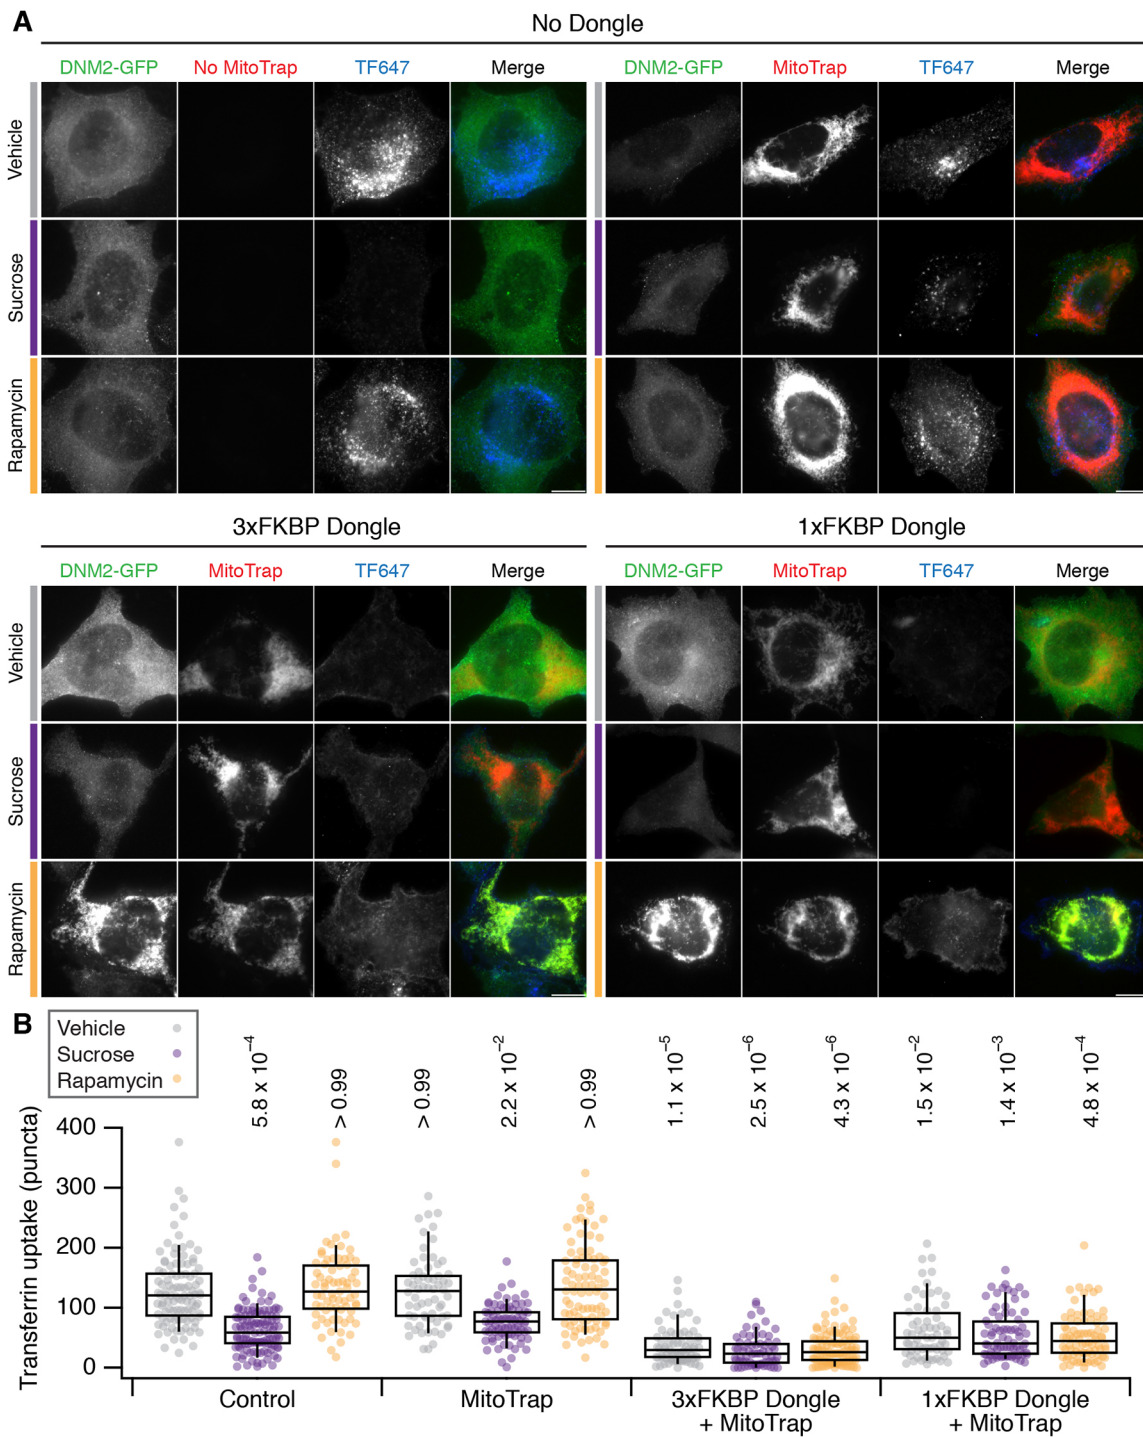 A
No Dongle
DNM2-GFP No MitoTrap TF647 Merge DNM2-GFP MitoTrap TF647 Merge
Vehicle
Sucrose
Rapamycin
3xFKBP Dongle 1xFKBP Dongle
DNM2-GFP MitoTrap TF647 Merge DNM2-GFP MitoTrap TF647 Merge
Vehicle
Sucrose
Rapamycin
B
Vehicle
Sucrose
Rapamycin
5.8 x 10⁻⁴
> 0.99
> 0.99
2.2 x 10⁻²
> 0.99
1.1 x 10⁻⁵
2.5 x 10⁻⁶
4.3 x 10⁻⁶
1.5 x 10⁻²
1.4 x 10⁻³
4.8 x 10⁻⁴
Transferrin uptake (puncta)
400
300
200
100
0
Control MitoTrap 3xFKBP Dongle 1xFKBP Dongle
+ MitoTrap + MitoTrap